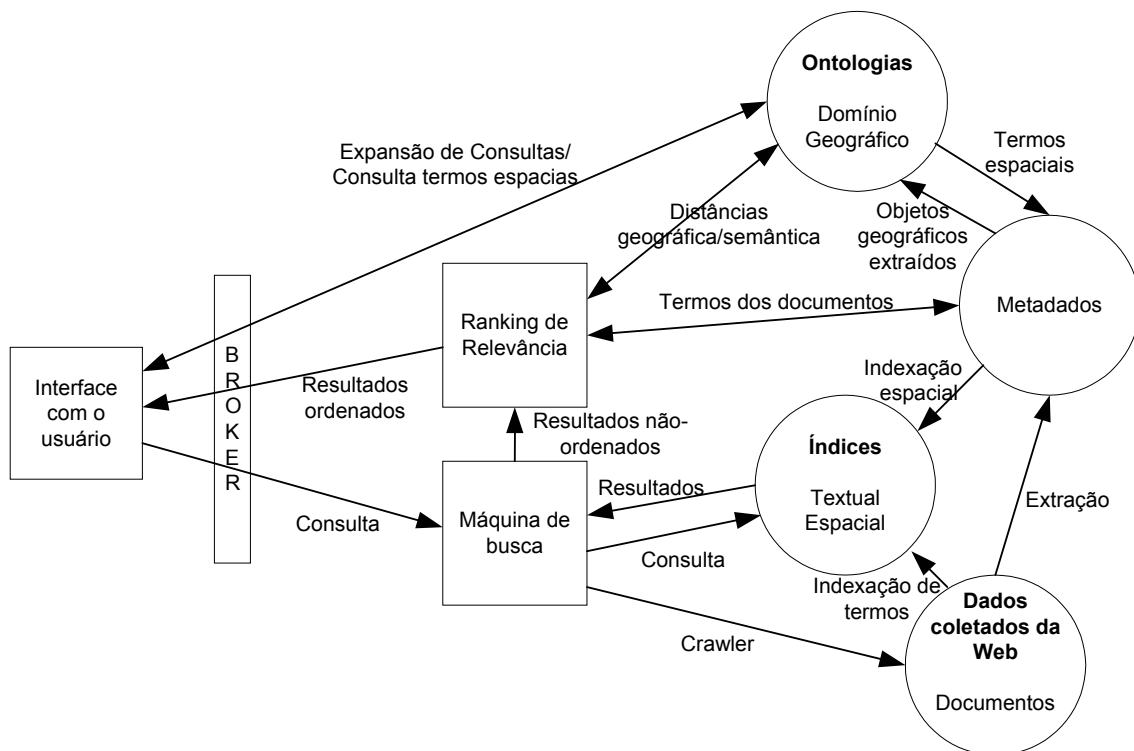 Ontologias
Domínio
Geográfico
Termos
espaciais
Expansão de Consultas/
Consulta termos espacias
Distâncias
geográfica/semântica
Objetos
geográficos
extraídos
Ranking de
Relevância
Termos dos documentos
Metadados
BROKER
Interface
com o
usuário
Resultados
ordenados
Indexação
espacial
Resultados não-
ordenados
Índices
Textual
Espacial
Resultados
Extração
Consulta
Máquina de
busca
Consulta
Indexação de
termos
Crawler
Dados
coletados da
Web
Documentos